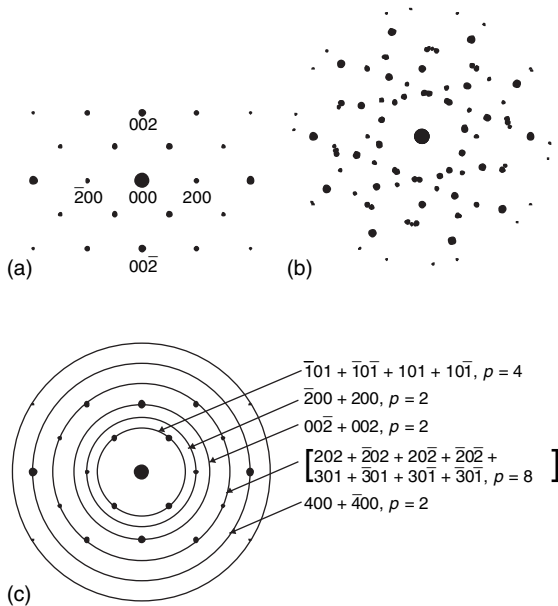 002
2̄00 000 200
002̄
(a)
(b)
1̄01 + 1̄01̄ + 101 + 101̄, p = 4
2̄00 + 200, p = 2
002̄ + 002, p = 2
[202 + 2̄02 + 202̄ + 2̄02̄ +
301 + 3̄01 + 301̄ + 3̄01̄, p = 8]
400 + 4̄00, p = 2
(c)